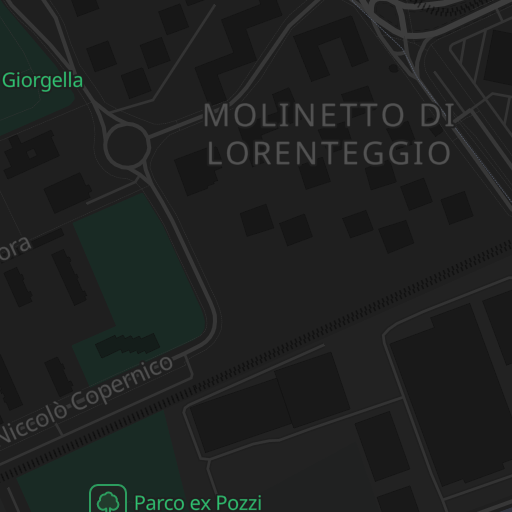 Giorgella
MOLINETTO DI
LORENTEGGIO
ora
Niccolò Copernico
Parco ex Pozzi